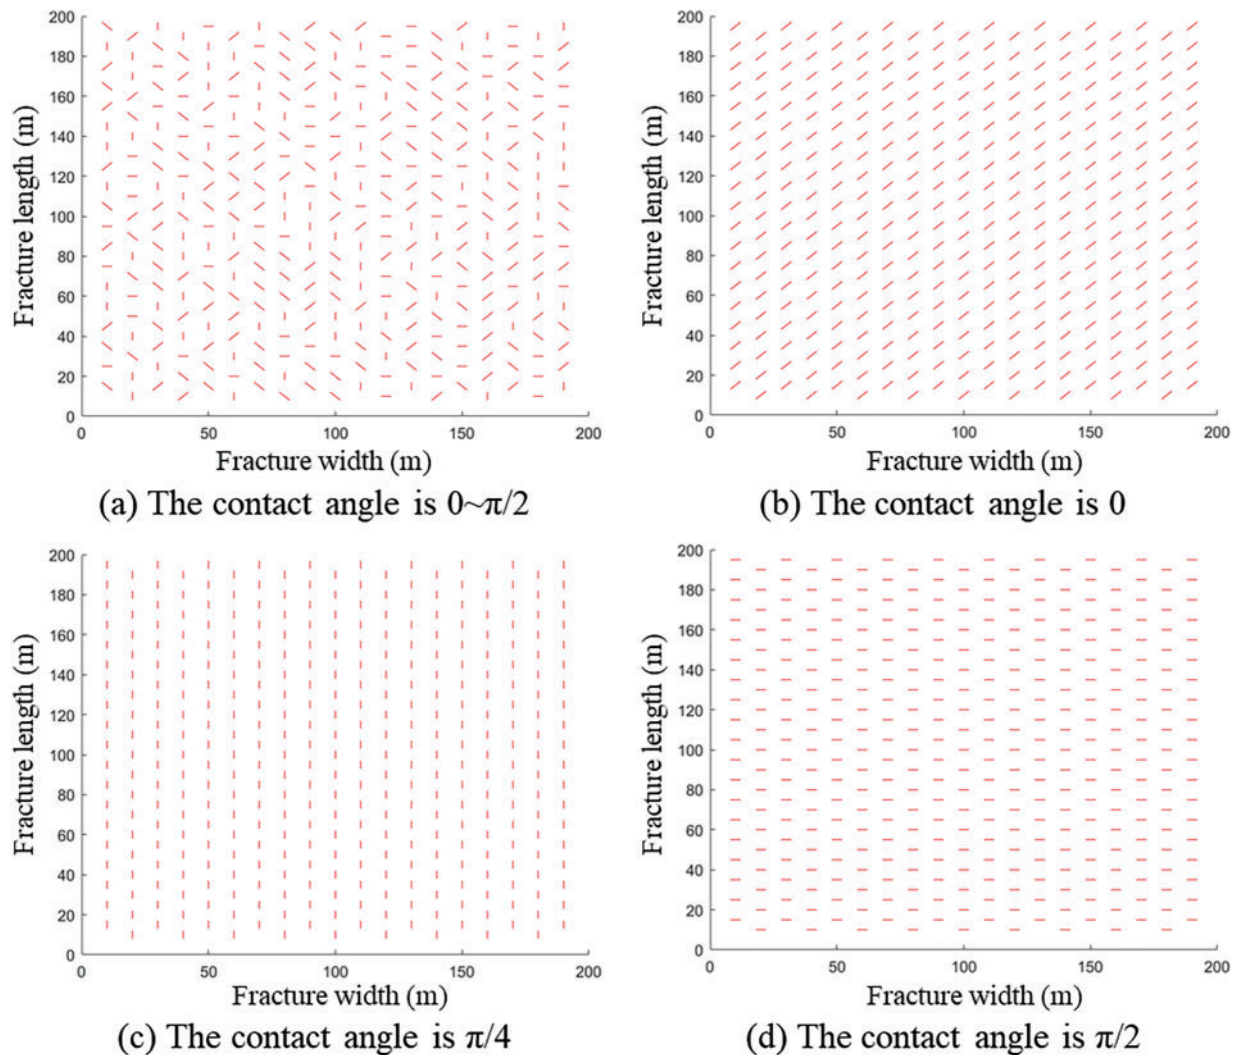 200
180
160
140
120
100
80
60
40
20
0
Fracture length (m)
0 50 100 150 200
Fracture width (m)
(a) The contact angle is 0~π/2
200
180
160
140
120
100
80
60
40
20
0
Fracture length (m)
0 50 100 150 200
Fracture width (m)
(b) The contact angle is 0
200
180
160
140
120
100
80
60
40
20
0
Fracture length (m)
0 50 100 150 200
Fracture width (m)
(c) The contact angle is π/4
200
180
160
140
120
100
80
60
40
20
0
Fracture length (m)
0 50 100 150 200
Fracture width (m)
(d) The contact angle is π/2